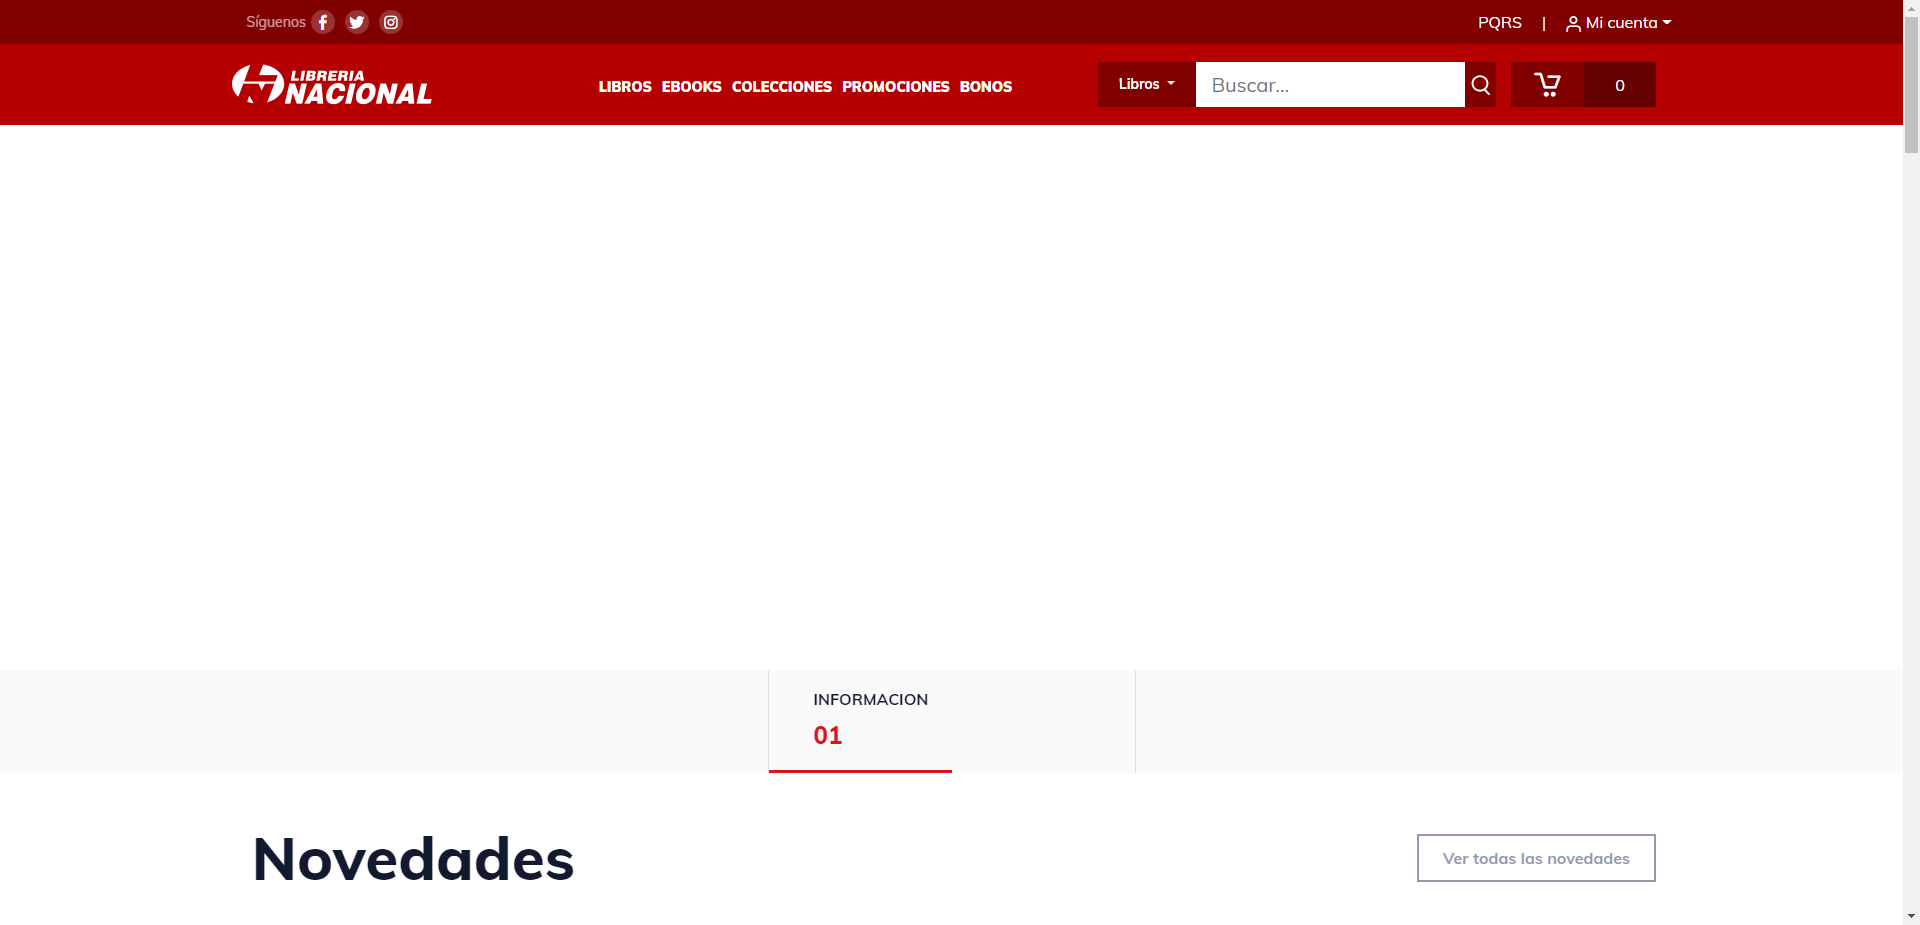 Síguenos
PQRS | Mi cuenta
LIBRERIA
NACIONAL
LIBROS EBOOKS COLECCIONES PROMOCIONES BONOS
Libros
Buscar...
0
INFORMACION
01
Novedades
Ver todas las novedades